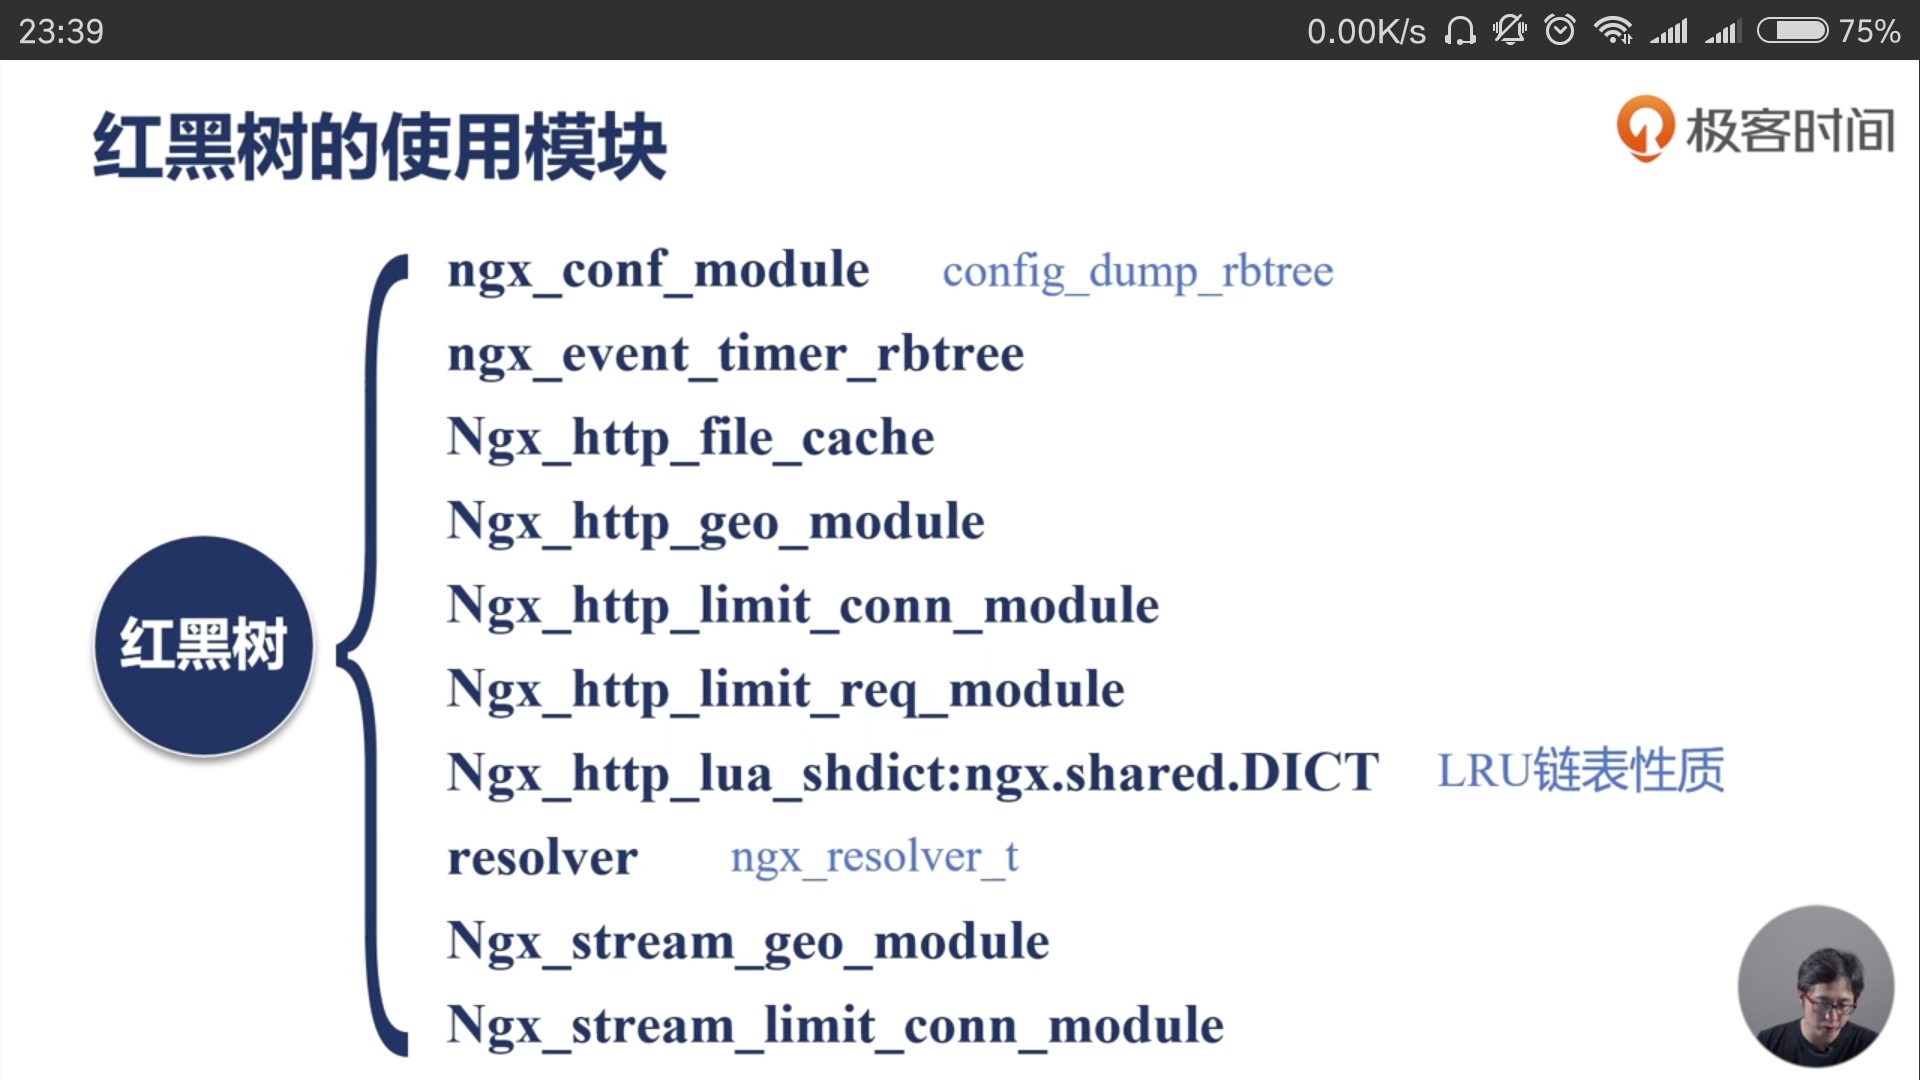 23:39 0.00K/s 75%
红黑树的使用模块
极客时间
ngx_conf_module config_dump_rbtree
ngx_event_timer_rbtree
Ngx_http_file_cache
Ngx_http_geo_module
Ngx_http_limit_conn_module
红黑树
Ngx_http_limit_req_module
Ngx_http_lua_shdict:ngx.shared.DICT LRU链表性质
resolver ngx_resolver_t
Ngx_stream_geo_module
Ngx_stream_limit_conn_module